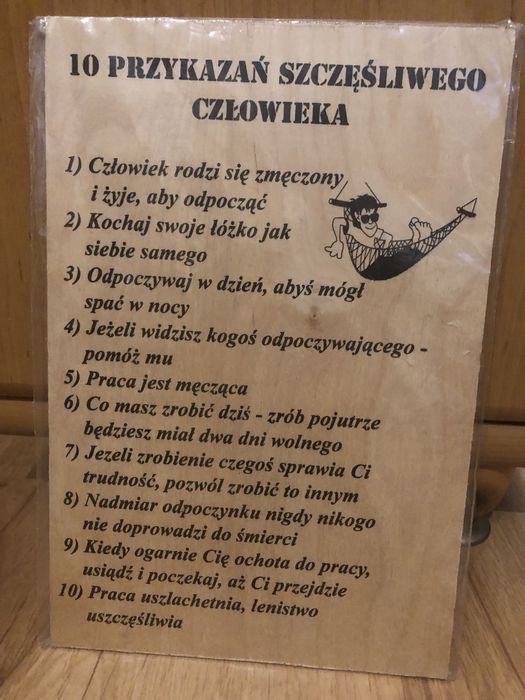 10 PRZYKAZAŃ SZCZĘŚLIWEGO
CZŁOWIEKA
1) Człowiek rodzi się zmęczony
i żyje, aby odpocząć
2) Kochaj swoje łóżko jak
siebie samego
3) Odpoczywaj w dzień, abyś mógł
spać w nocy
4) Jeżeli widzisz kogoś odpoczywającego -
pomóż mu
5) Praca jest męcząca
6) Co masz zrobić dziś - zrób pojutrze
będziesz miał dwa dni wolnego
7) Jezeli zrobienie czegoś sprawia Ci
trudność, pozwól zrobić to innym
8) Nadmiar odpoczynku nigdy nikogo
nie doprowadzi do śmierci
9) Kiedy ogarnie Cię ochota do pracy,
usiądź i poczekaj, aż Ci przejdzie
10) Praca uszlachetnia, lenistwo
uszczęśliwia